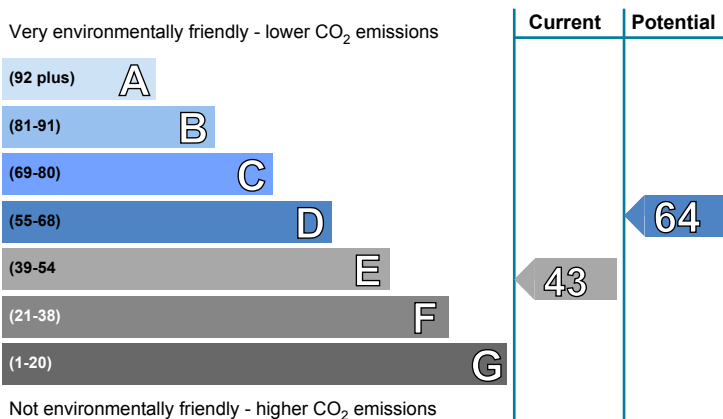 Current Potential
Very environmentally friendly - lower CO2 emissions
(92 plus) A
(81-91) B
(69-80) C
(55-68) D
64
(39-54 E
43
(21-38) F
(1-20) G
Not environmentally friendly - higher CO2 emissions